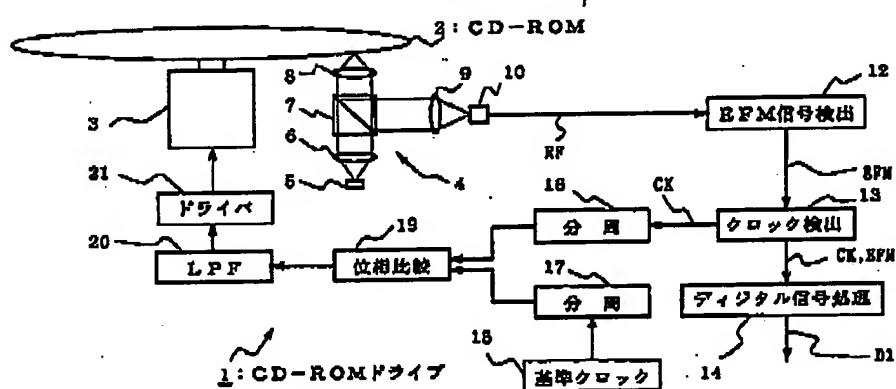 2:CD-ROM
8
9
10
12
3
7
EFM信号検出
6
RF
4
5
EFM
21
ドライバ
18
CK
13
分周
クロック検出
20
19
LPF
位相比較
17
CK,EFM
分周
ディジタル信号処理
1:CD-ROMドライブ
15
基準クロック
14
D1